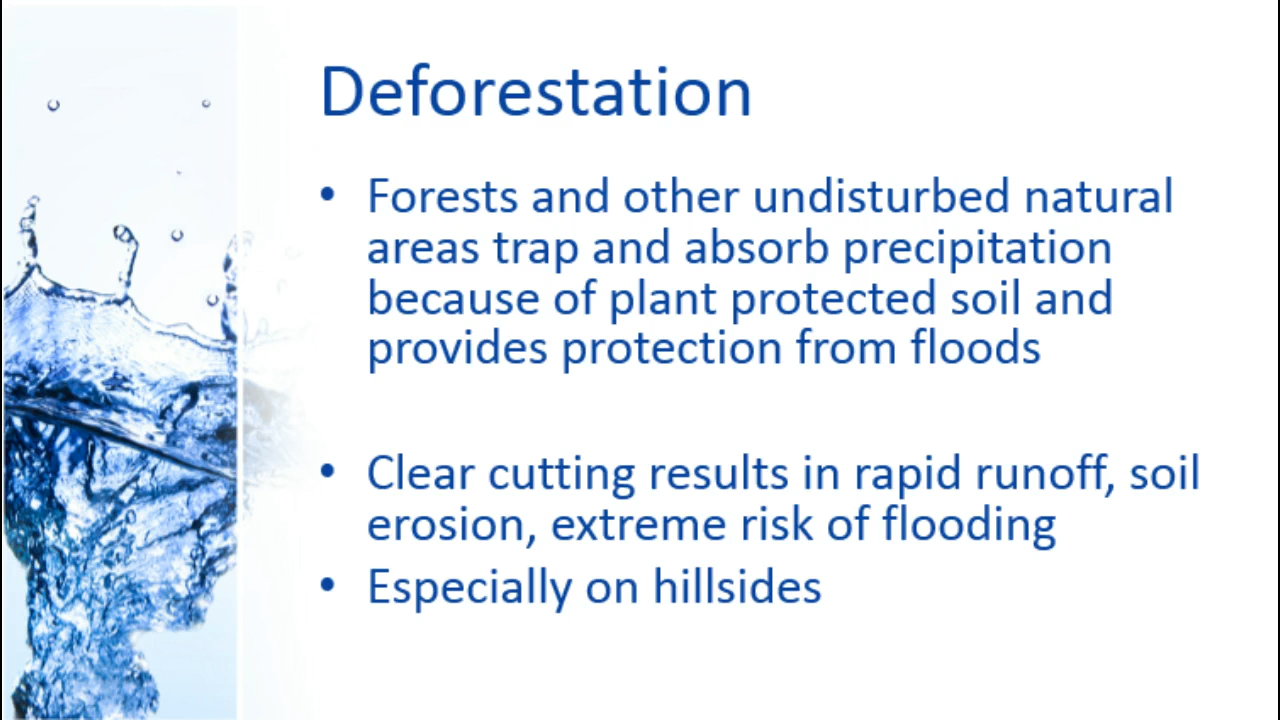 Deforestation
• Forests and other undisturbed natural
areas trap and absorb precipitation
because of plant protected soil and
provides protection from floods
• Clear cutting results in rapid runoff, soil
erosion, extreme risk of flooding
• Especially on hillsides